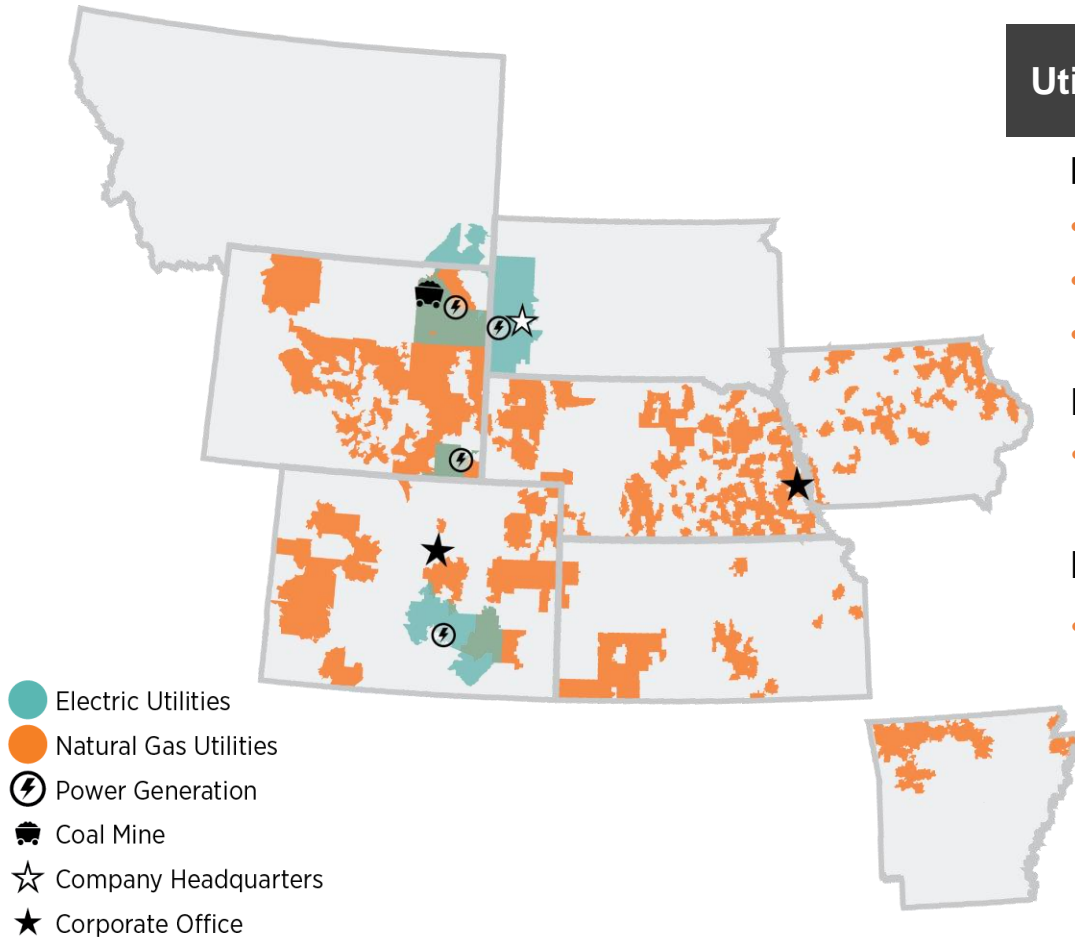 Electric Utilities
Natural Gas Utilities
Power Generation
Coal Mine
Company Headquarters
Corporate Office